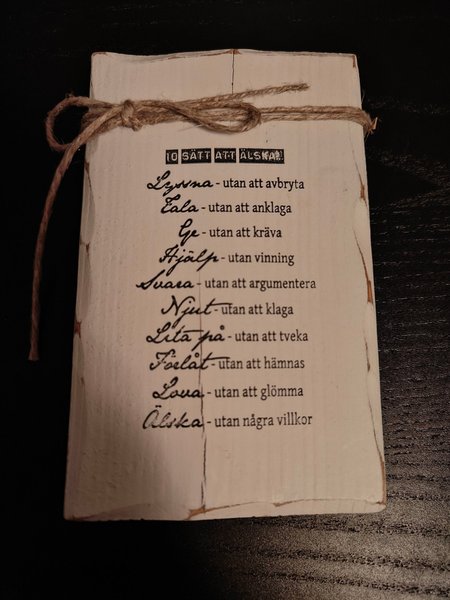 10 SÄTT ATT ÄLSKA...
Lyssna - utan att avbryta
Tala - utan att anklaga
Ge - utan att kräva
Hjälp - utan vinning
Svara - utan att argumentera
Njut - utan att klaga
Lita på - utan att tveka
Förlåt - utan att hämnas
Lova - utan att glömma
Älska - utan några villkor